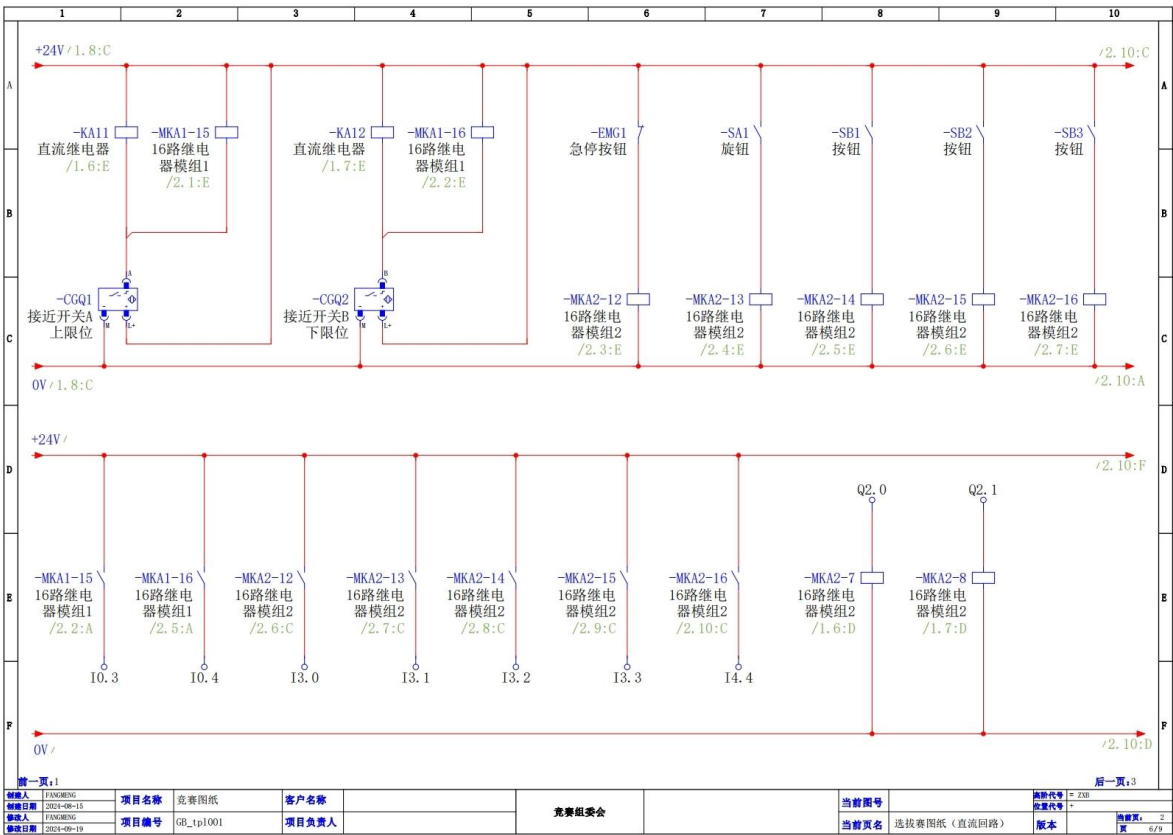 1 2 3 4 5 6 7 8 9 10
+24V/1.8:C
/2.10:C
A A
-KA11
直流继电器
/1.6:E
-MKA1-15
16路继电
器模组1
/2.1:E
-KA12
直流继电器
/1.7:E
-MKA1-16
16路继电
器模组1
/2.2:E
-EMG1
急停按钮
-SA1
旋钮
-SB1
按钮
-SB2
按钮
-SB3
按钮
B B
A
-CGQ1
接近开关A
上限位
M L+
B
-CGQ2
接近开关B
下限位
M L+
-MKA2-12
16路继电
器模组2
/2.3:E
-MKA2-13
16路继电
器模组2
/2.4:E
-MKA2-14
16路继电
器模组2
/2.5:E
-MKA2-15
16路继电
器模组2
/2.6:E
-MKA2-16
16路继电
器模组2
/2.7:E
C C
0V/1.8:C
/2.10:A
+24V/
/2.10:F
D D
Q2.0
Q2.1
-MKA1-15
16路继电
器模组1
/2.2:A
-MKA1-16
16路继电
器模组1
/2.5:A
-MKA2-12
16路继电
器模组2
/2.6:C
-MKA2-13
16路继电
器模组2
/2.7:C
-MKA2-14
16路继电
器模组2
/2.8:C
-MKA2-15
16路继电
器模组2
/2.9:C
-MKA2-16
16路继电
器模组2
/2.10:C
-MKA2-7
16路继电
器模组2
/1.6:D
-MKA2-8
16路继电
器模组2
/1.7:D
E E
I0.3
I0.4
I3.0
I3.1
I3.2
I3.3
I4.4
F F
0V/
/2.10:D
前一页:1
后一页:3
创建人 FANGMENG
创建日期 2024-08-15
修改人 FANGMENG
修改日期 2024-09-19
项目名称 竞赛图纸
项目编号 GB_tpl001
客户名称
项目负责人
竞赛组委会
当前图号
当前页名 选拔赛图纸（直流回路）
高阶代号 = ZXB
位置代号 +
版本
当前页: 2
页 6/9